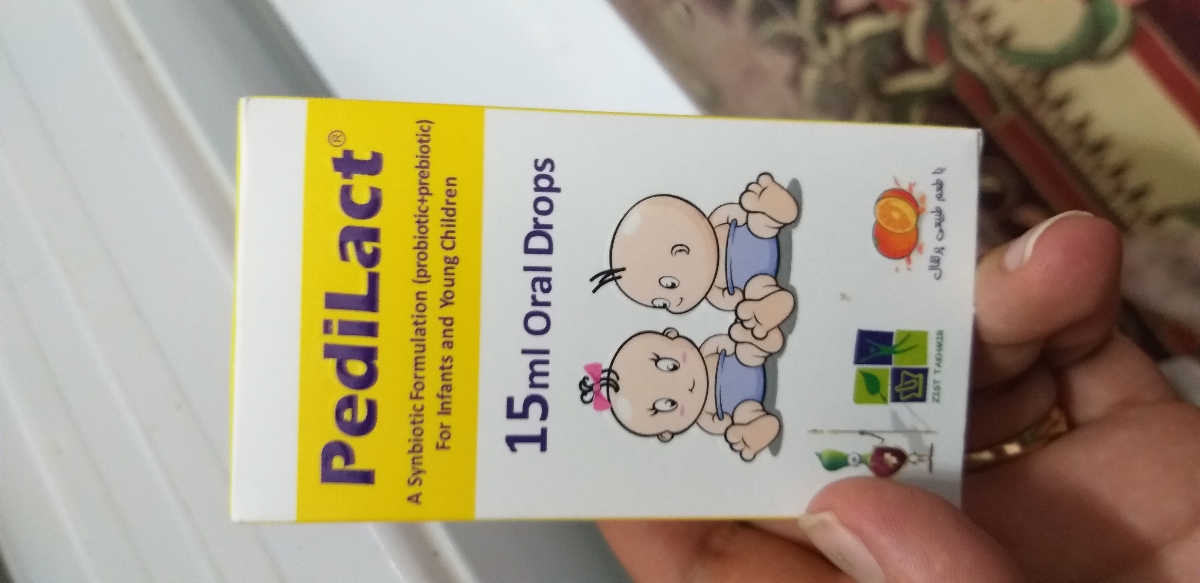 PediLact®
A Synbiotic Formulation (probiotic+prebiotic)
For Infants and Young Children
15ml Oral Drops
با طعم طبیعی پرتقال
ZIST TAKHMIR